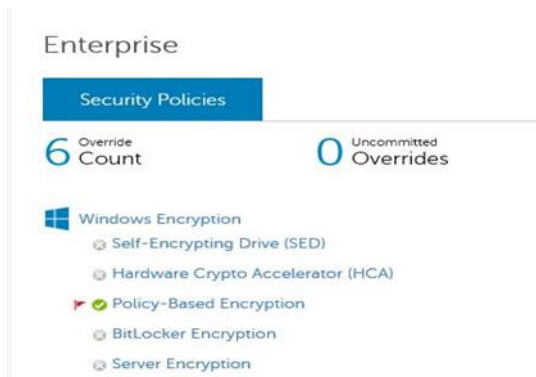 Enterprise
Security Policies
6 Override Count
0 Uncommitted Overrides
Windows Encryption
Self-Encrypting Drive (SED)
Hardware Crypto Accelerator (HCA)
Policy-Based Encryption
BitLocker Encryption
Server Encryption